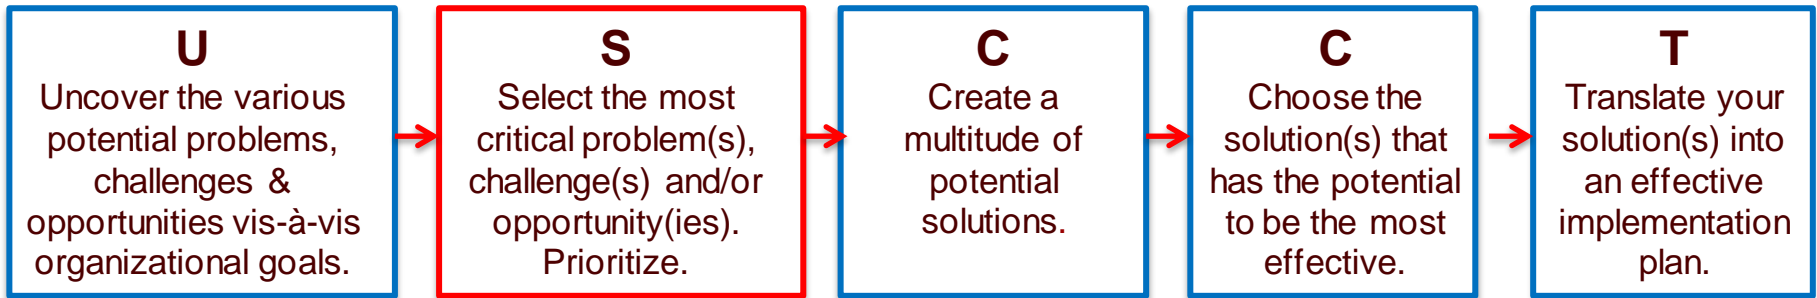 U
Uncover the various
potential problems,
challenges &
opportunities vis-à-vis
organizational goals.
S
Select the most
critical problem(s),
challenge(s) and/or
opportunity(ies).
Prioritize.
C
Create a
multitude of
potential
solutions.
C
Choose the
solution(s) that
has the potential
to be the most
effective.
T
Translate your
solution(s) into
an effective
implementation
plan.